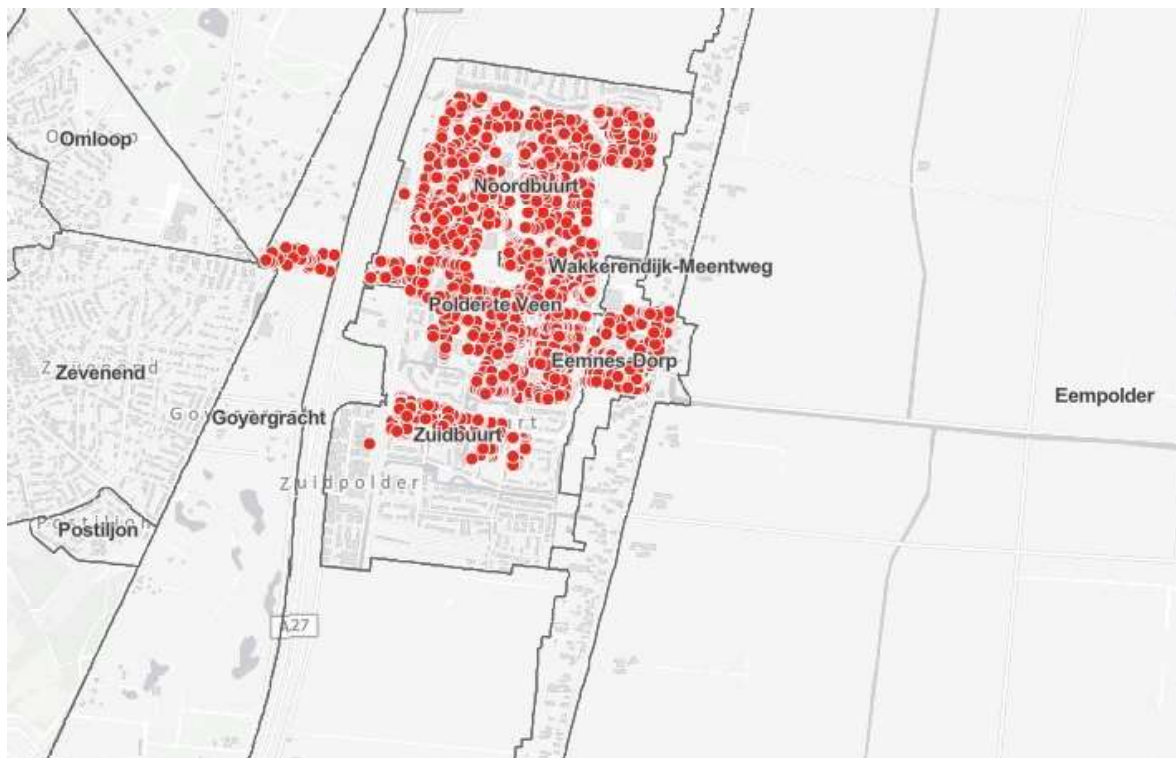 Omloop
Noordbuurt
Wakkerendijk-Meentweg
Polder te Veen
Eemnes-Dorp
Zevenend
Eempolder
Goyergracht
Zuidbuurt
Zuidpolder
Postiljon
A27